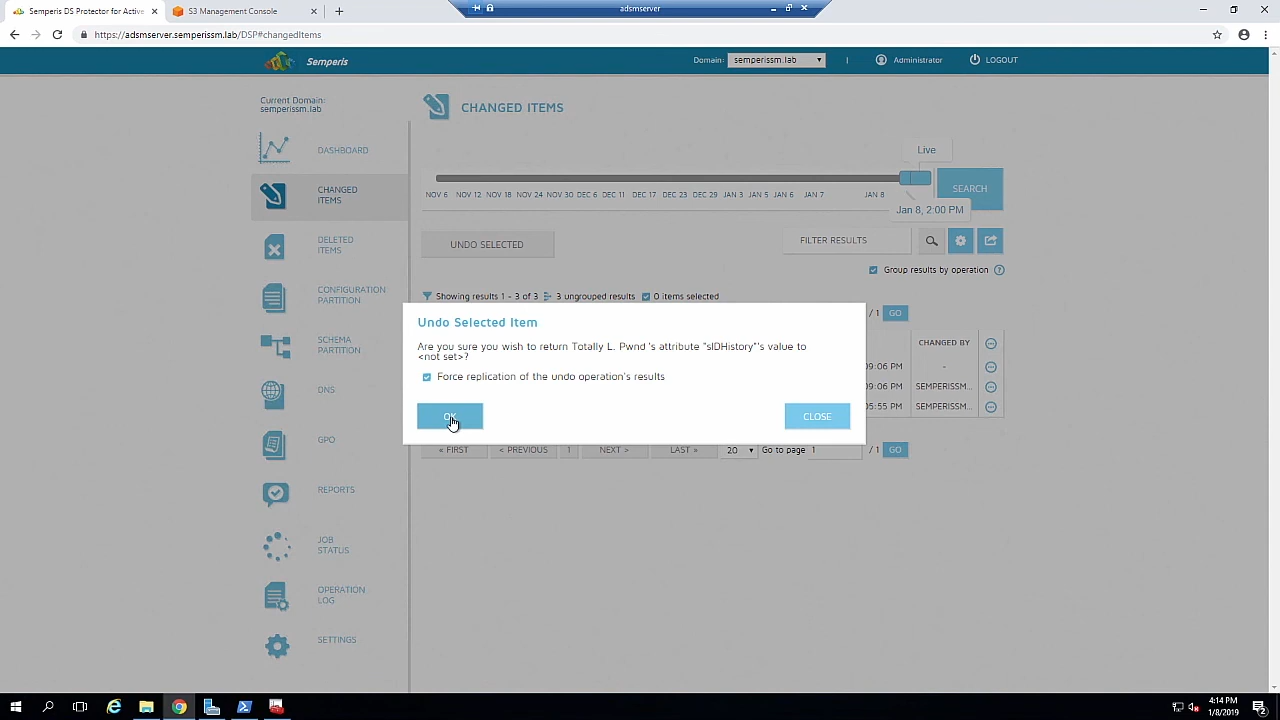 Semperis DS Protector for Active
S3 Management Console
adsmserver
https://adsmserver.semperissm.lab/DSP#changedItems
Semperis
Domain: semperissm.lab
Administrator
LOGOUT
Current Domain:
semperissm.lab
DASHBOARD
CHANGED
ITEMS
DELETED
ITEMS
CONFIGURATION
PARTITION
SCHEMA
PARTITION
DNS
GPO
REPORTS
JOB
STATUS
OPERATION
LOG
SETTINGS
CHANGED ITEMS
Live
NOV 6 NOV 12 NOV 18 NOV 24 NOV 30 DEC 6 DEC 11 DEC 17 DEC 23 DEC 29 JAN 3 JAN 5 JAN 6 JAN 7 JAN 8
SEARCH
Jan 8, 2:00 PM
UNDO SELECTED
FILTER RESULTS
Group results by operation ?
Showing results 1 - 3 of 3 3 ungrouped results 0 items selected
/ 1 GO
CHANGED BY
09:06 PM -
09:06 PM SEMPERISSM...
05:55 PM SEMPERISSM...
Undo Selected Item
Are you sure you wish to return Totally L. Pwnd 's attribute "sIDHistory"'s value to
<not set>?
Force replication of the undo operation's results
OK
CLOSE
« FIRST < PREVIOUS 1 NEXT > LAST » 20 Go to page 1 / 1 GO
4:14 PM
1/8/2019
2